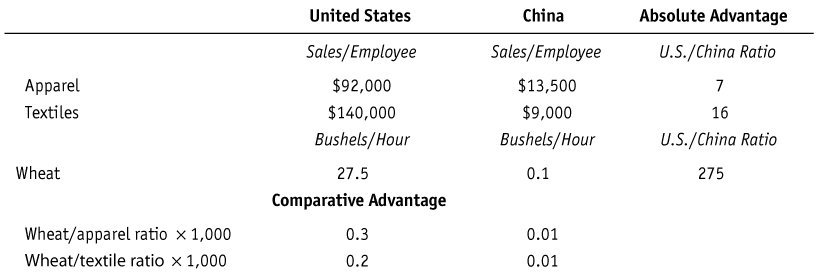 United States China Absolute Advantage
Sales/Employee Sales/Employee U.S./China Ratio
Apparel $92,000 $13,500 7
Textiles $140,000 $9,000 16
Bushels/Hour Bushels/Hour U.S./China Ratio
Wheat 27.5 0.1 275
Comparative Advantage
Wheat/apparel ratio × 1,000 0.3 0.01
Wheat/textile ratio × 1,000 0.2 0.01